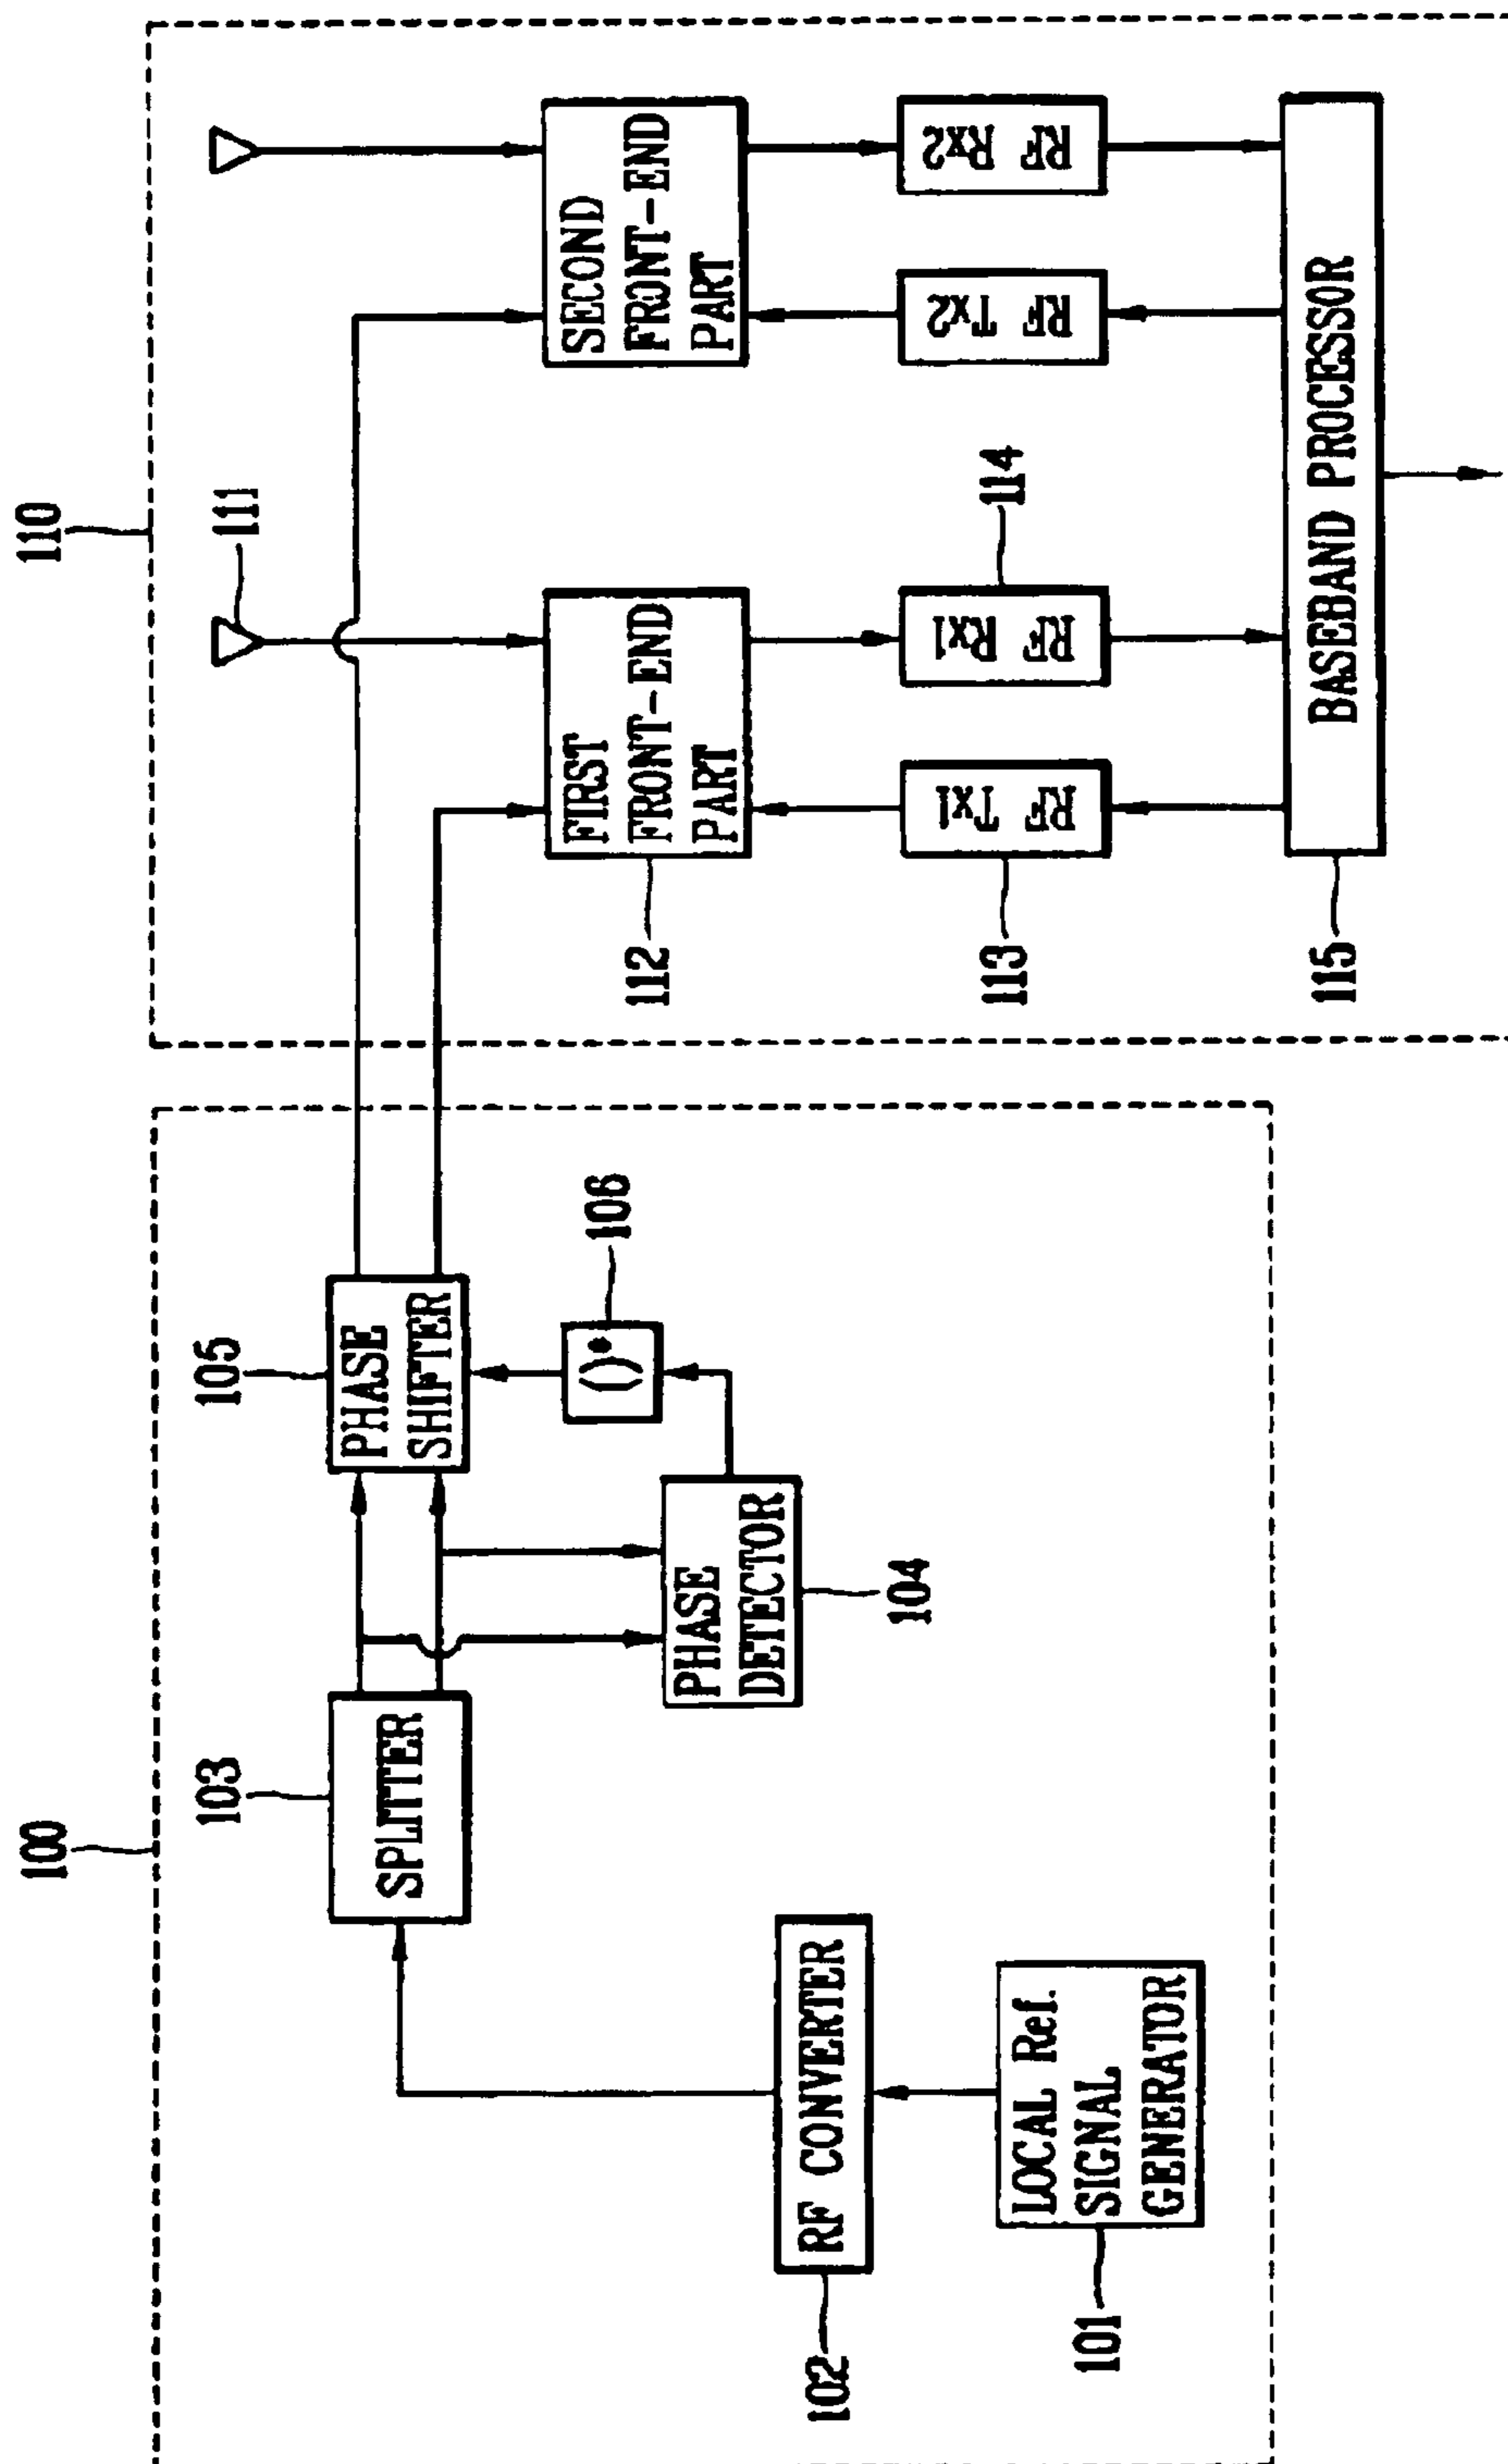 100
110
103
SPLITTER
105
PHASE
SHIFTER
106
()*
PHASE
DETECTOR
104
102
RF CONVERTER
101
LOCAL Ref.
SIGNAL
GENERATOR
111
112
FIRST
FRONT-END
PART
SECOND
FRONT-END
PART
113
RF Tx1
114
RF Rx1
RF Tx2
RF Rx2
115
BASEBAND PROCESSOR